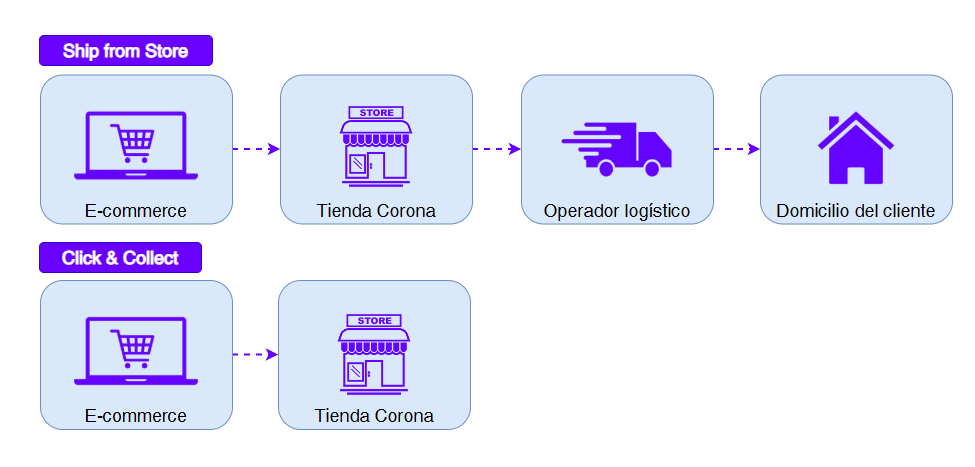 Ship from Store
STORE
E-commerce
Tienda Corona
Operador logístico
Domicilio del cliente
Click & Collect
STORE
E-commerce
Tienda Corona